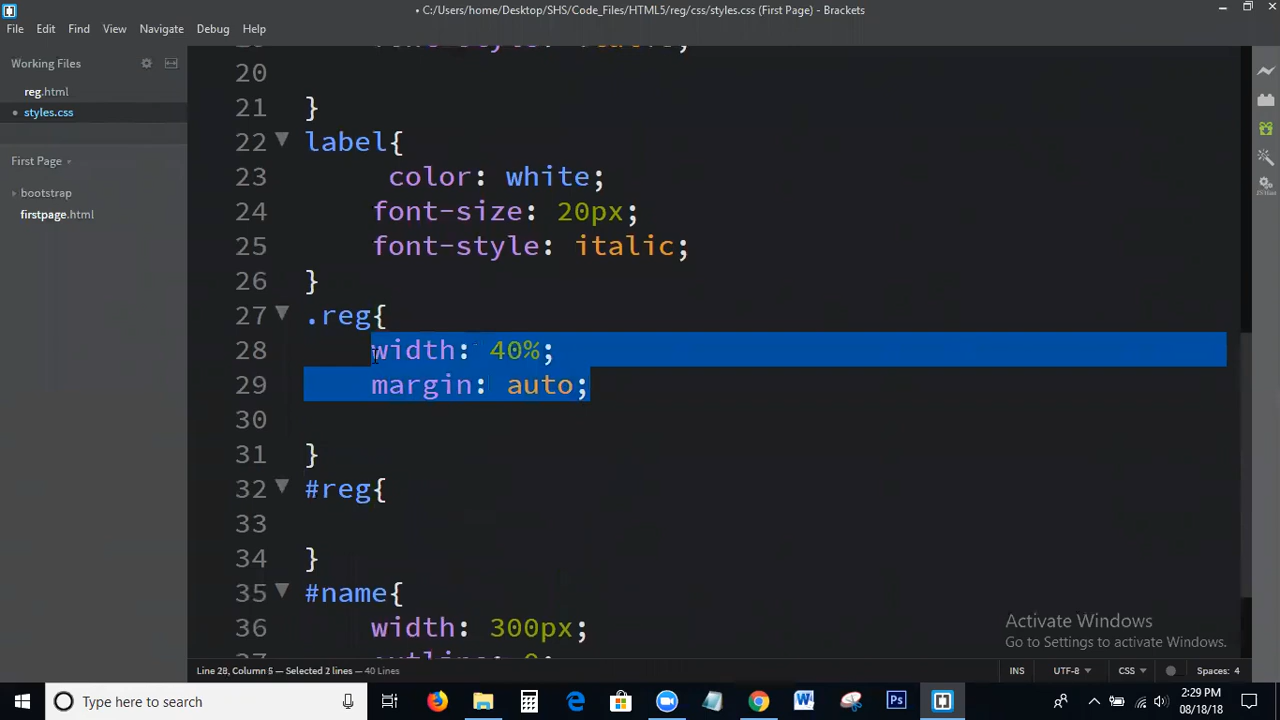 • C:/Users/home/Desktop/SHS/Code_Files/HTML5/reg/css/styles.css (First Page) - Brackets
File Edit Find View Navigate Debug Help
Working Files
reg.html
• styles.css
First Page
bootstrap
firstpage.html
20
21 }
22 label{
23 color: white;
24 font-size: 20px;
25 font-style: italic;
26 }
27 .reg{
28 width: 40%;
29 margin: auto;
30
31 }
32 #reg{
33
34 }
35 #name{
36 width: 300px;
37 outline: 0;
Activate Windows
Go to Settings to activate Windows.
Line 28, Column 5 — Selected 2 lines — 40 Lines
INS UTF-8 CSS Spaces: 4
Type here to search
2:29 PM
08/18/18